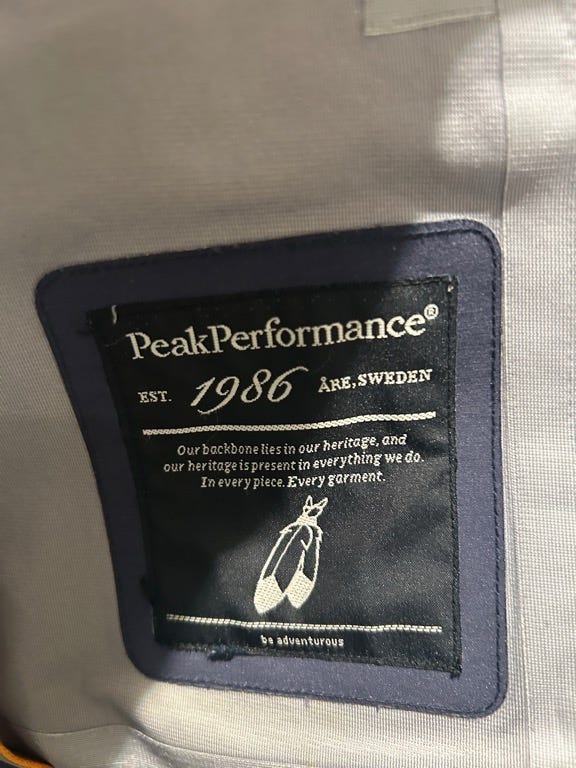 PeakPerformance®
EST. 1986 ÅRE, SWEDEN
Our backbone lies in our heritage, and
our heritage is present in everything we do.
In every piece. Every garment.
be adventurous